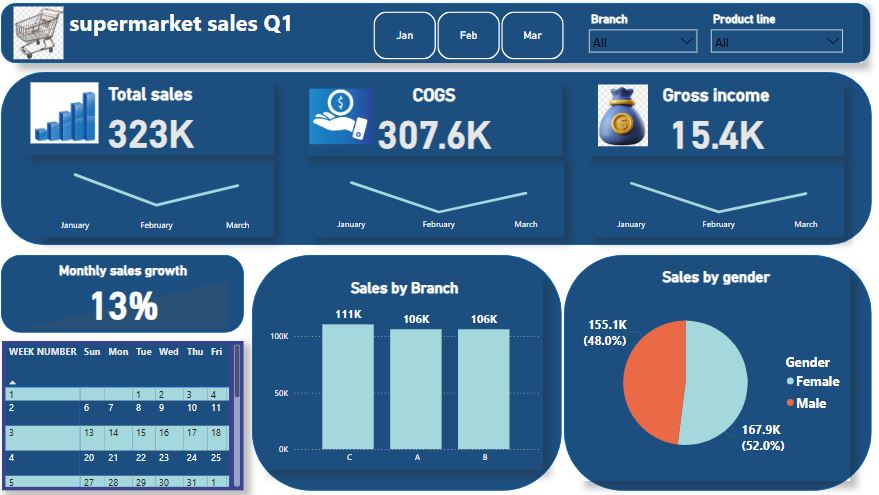 supermarket sales Q1
Jan
Feb
Mar
Branch
All
Product line
All
Total sales
323K
January
February
March
COGS
307.6K
January
February
March
Gross income
15.4K
January
February
March
Monthly sales growth
13%
WEEK NUMBER Sun Mon Tue Wed Thu Fri
1 1 2 3 4
2 6 7 8 9 10 11
3 13 14 15 16 17 18
4 20 21 22 23 24 25
5 27 28 29 30 31 1
Sales by Branch
111K 106K 106K
100K
50K
0K
C A B
Sales by gender
155.1K
(48.0%)
Gender
Female
Male
167.9K
(52.0%)